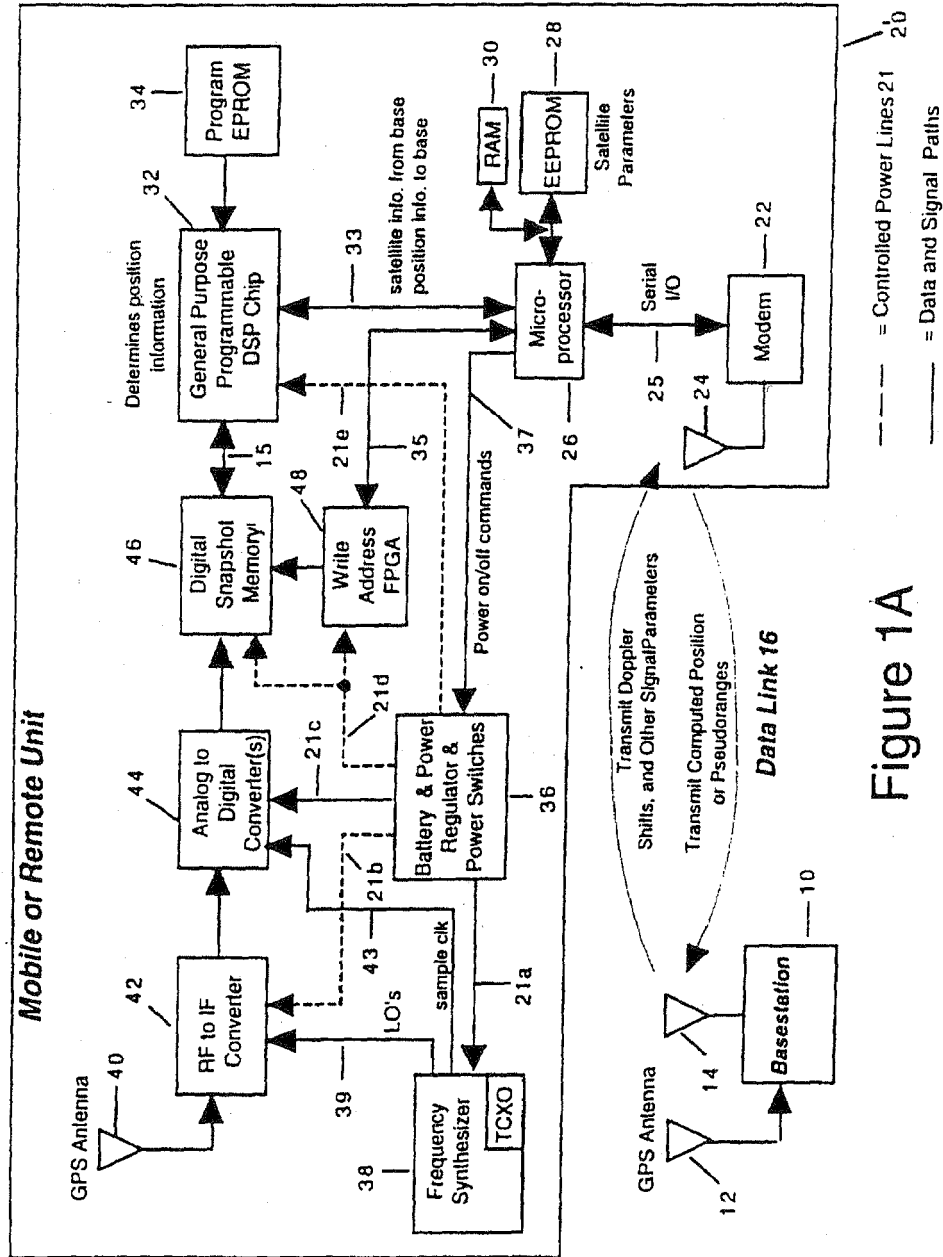 Mobile or Remote Unit
GPS Antenna
40
42
RF to IF
Converter
44
Analog to
Digital
Converter(s)
46
Digital
Snapshot
Memory
15
Determines position
information
32
General Purpose
Programmable
DSP Chip
34
Program
EPROM
39
LO's
43
sample clk
21b
21c
21d
48
Write
Address
FPGA
21e
35
33
satellite info. from base
position info. to base
30
RAM
28
EEPROM
Satellite
Parameters
38
Frequency
Synthesizer
TCXO
21a
Battery & Power
Regulator &
Power Switches
36
Power on/off commands
37
Micro-
processor
26
25
Serial
I/O
24
Modem
22
20
GPS Antenna
12
14
Basestation
10
Transmit Doppler
Shifts, and Other SignalParameters
Transmit Computed Position
or Pseudoranges
Data Link 16
= Controlled Power Lines 21
= Data and Signal Paths
Figure 1A